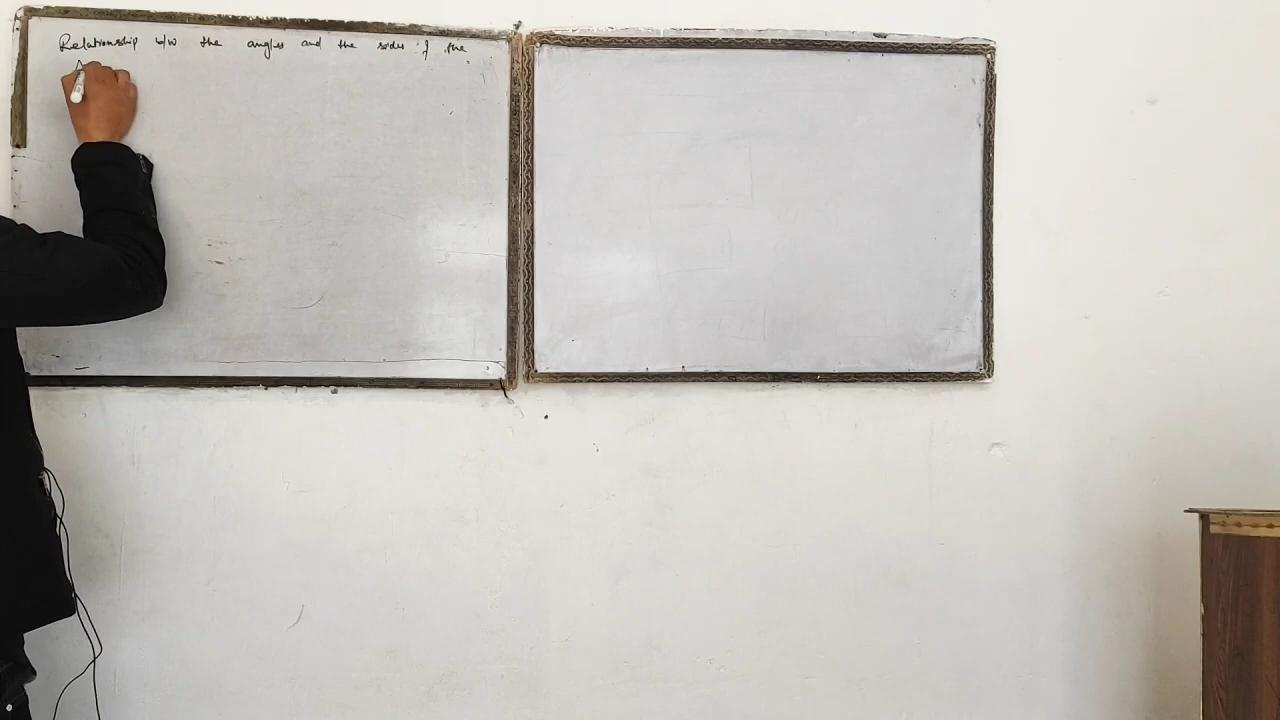 Relationship b/w the angles and the sides of the